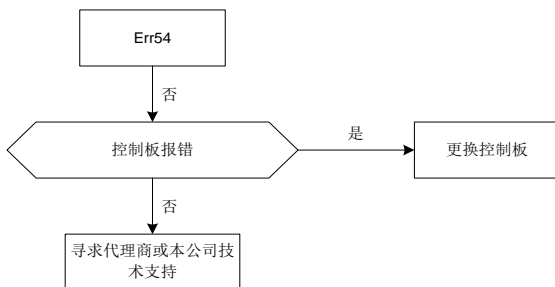 Err54
否
控制板报错
是
更换控制板
否
寻求代理商或本公司技
术支持